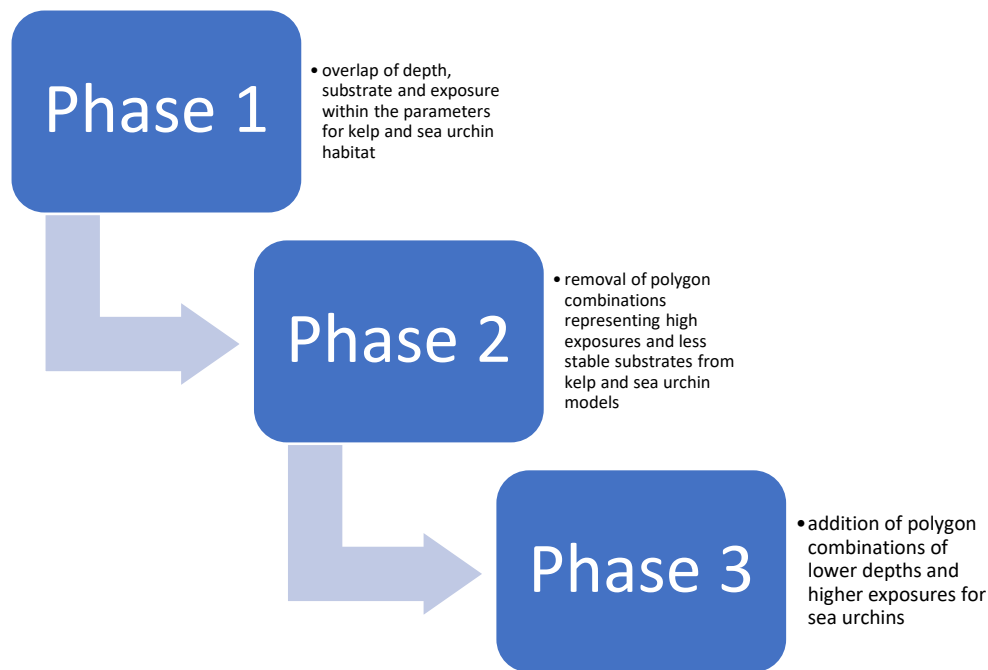 Phase 1
• overlap of depth,
substrate and exposure
within the parameters
for kelp and sea urchin
habitat
Phase 2
• removal of polygon
combinations
representing high
exposures and less
stable substrates from
kelp and sea urchin
models
Phase 3
• addition of polygon
combinations of
lower depths and
higher exposures for
sea urchins